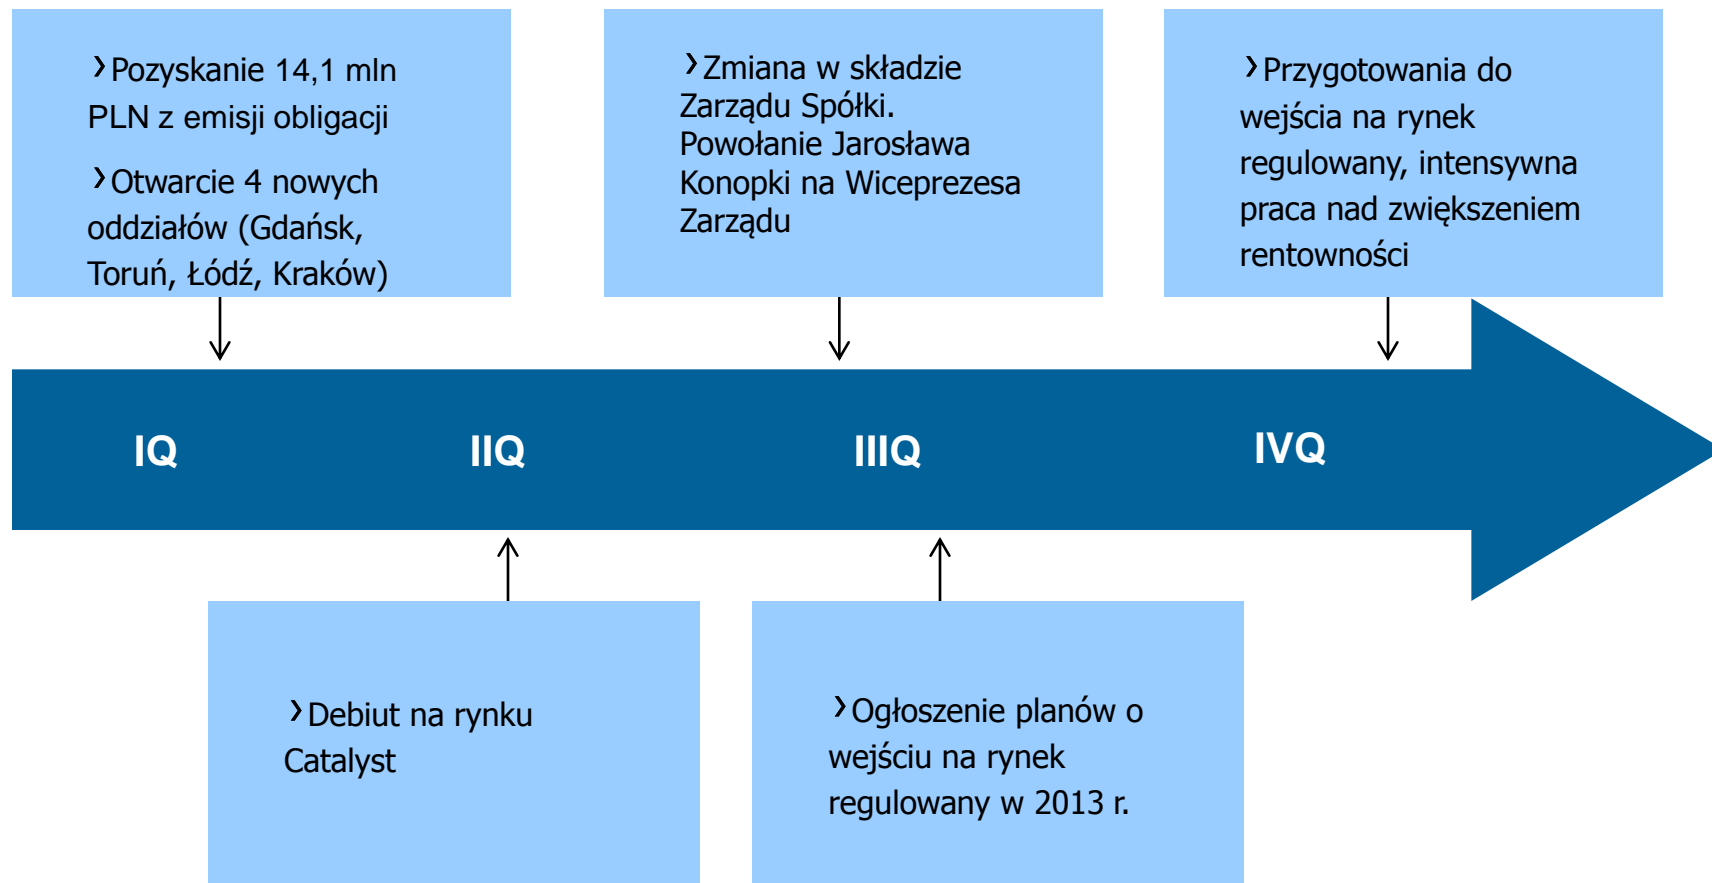 ›Pozyskanie 14,1 mln
PLN z emisji obligacji
›Otwarcie 4 nowych
oddziałów (Gdańsk,
Toruń, Łódź, Kraków)
›Zmiana w składzie
Zarządu Spółki.
Powołanie Jarosława
Konopki na Wiceprezesa
Zarządu
›Przygotowania do
wejścia na rynek
regulowany, intensywna
praca nad zwiększeniem
rentowności
IQ
IIQ
IIIQ
IVQ
›Debiut na rynku
Catalyst
›Ogłoszenie planów o
wejściu na rynek
regulowany w 2013 r.